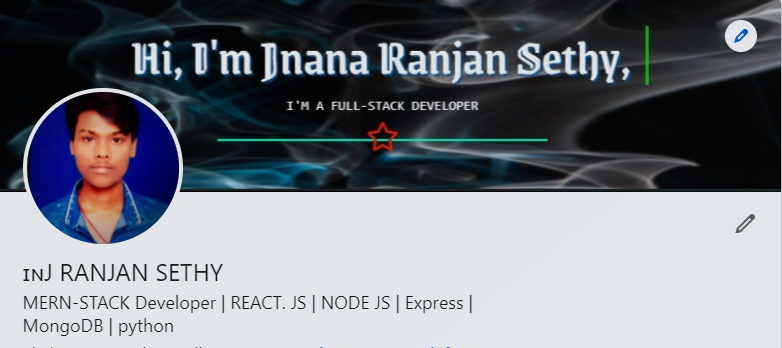 Hi, I'm Jnana Ranjan Sethy,
I'M A FULL-STACK DEVELOPER
ɪɴJ RANJAN SETHY
MERN-STACK Developer | REACT. JS | NODE JS | Express |
MongoDB | python